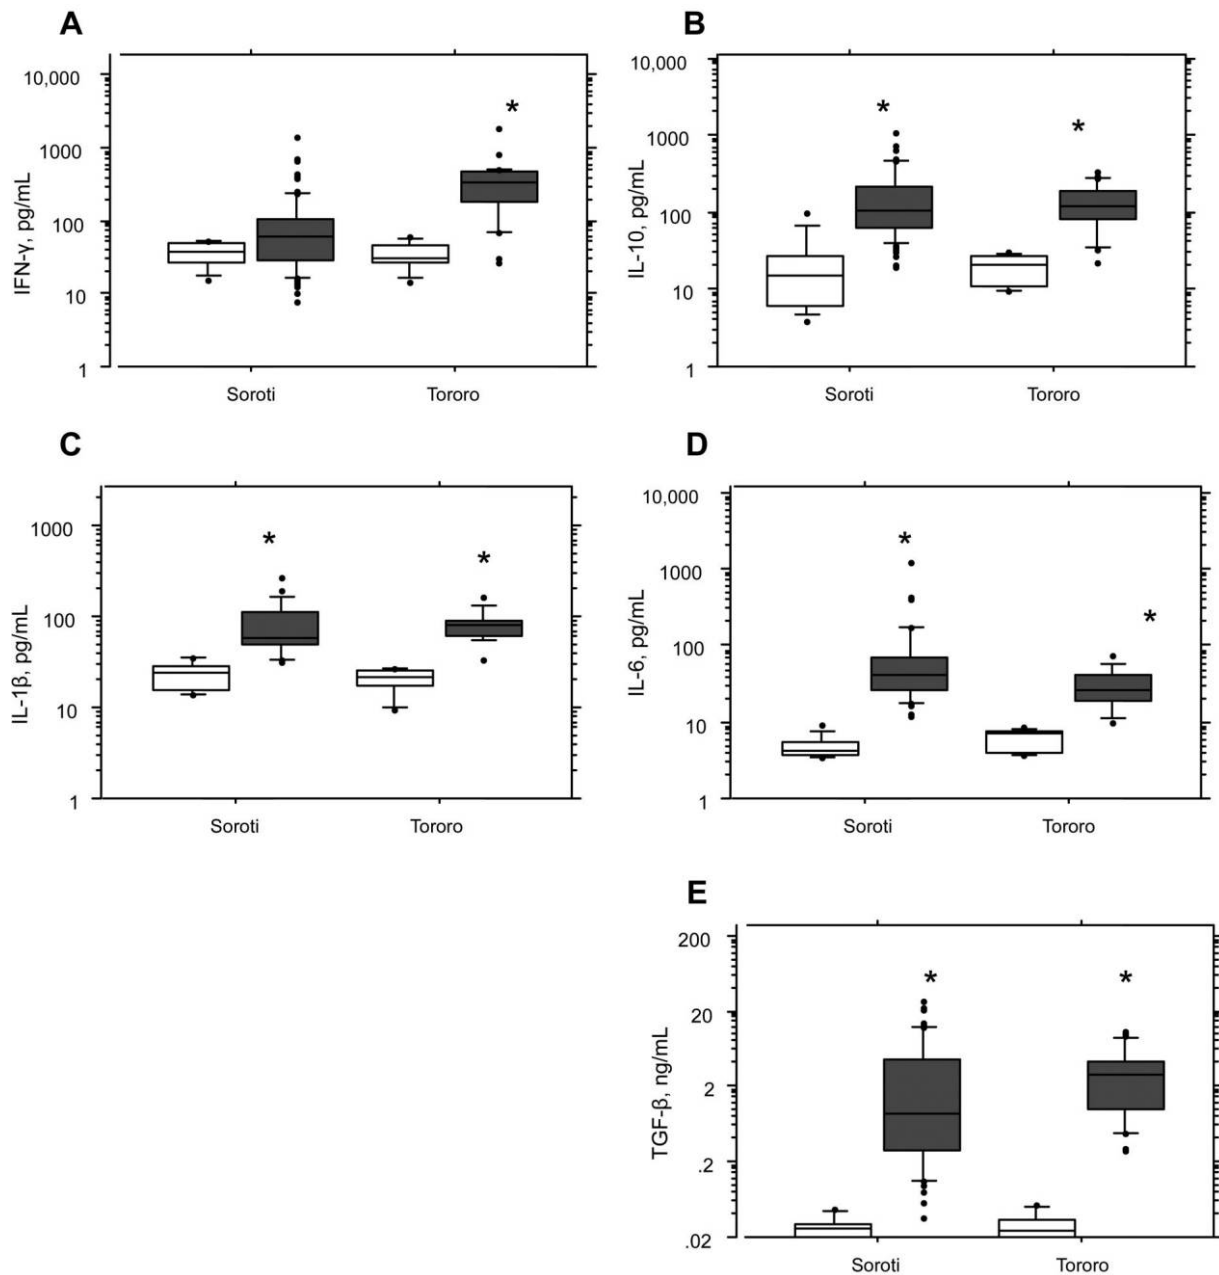 A
IFN-γ, pg/mL
10,000
1000
100
10
1
*
Soroti Tororo
B
IL-10, pg/mL
10,000
1000
100
10
1
* *
Soroti Tororo
C
IL-1β, pg/mL
1000
100
10
1
* *
Soroti Tororo
D
IL-6, pg/mL
10,000
1000
100
10
1
* *
Soroti Tororo
E
TGF-β, ng/mL
200
20
2
.2
.02
* *
Soroti Tororo